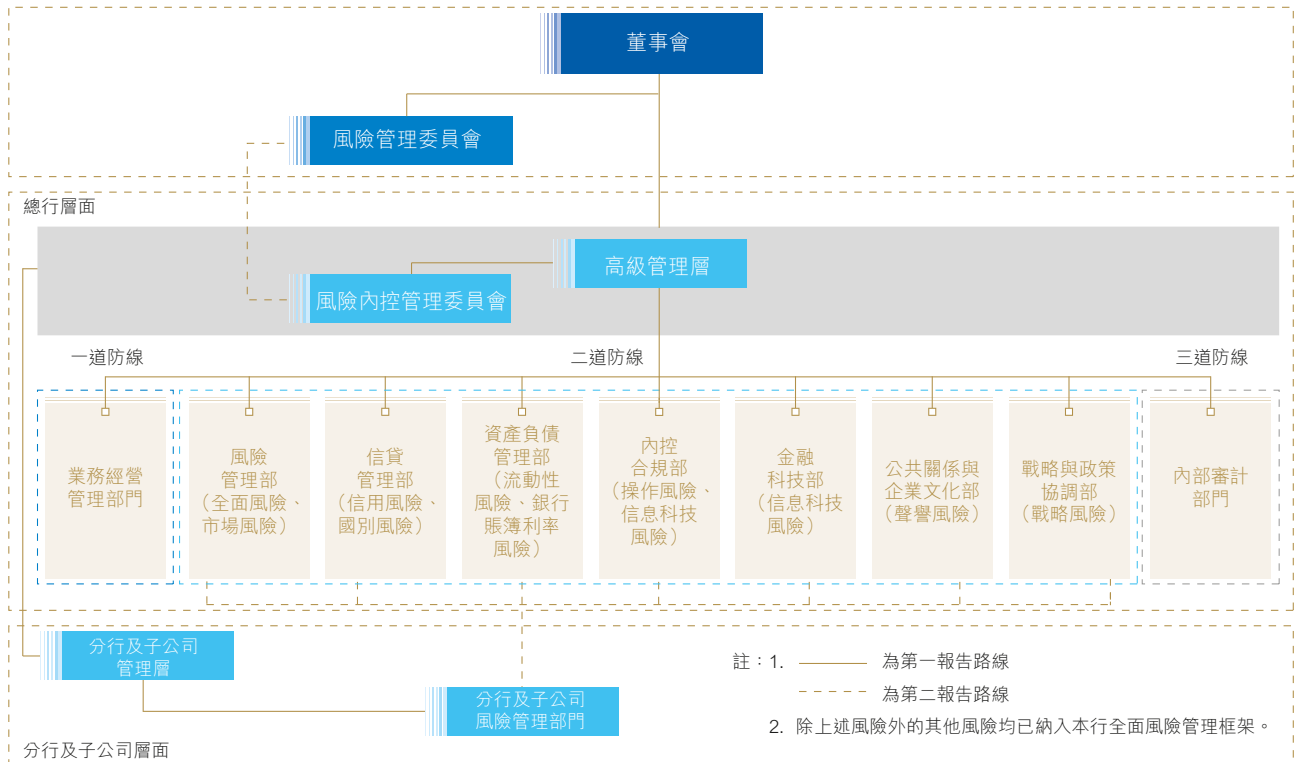 董事會
風險管理委員會
總行層面
高級管理層
風險內控管理委員會
一道防線
二道防線
三道防線
業務經營
管理部門
風險
管理部
（全面風險、
市場風險）
信貸
管理部
（信用風險、
國別風險）
資產負債
管理部
（流動性
風險、銀行
賬簿利率
風險）
內控
合規部
（操作風險、
信息科技
風險）
金融
科技部
（信息科技
風險）
公共關係與
企業文化部
（聲譽風險）
戰略與政策
協調部
（戰略風險）
內部審計
部門
分行及子公司
管理層
分行及子公司
風險管理部門
註：1. 為第一報告路線
為第二報告路線
2. 除上述風險外的其他風險均已納入本行全面風險管理框架。
分行及子公司層面